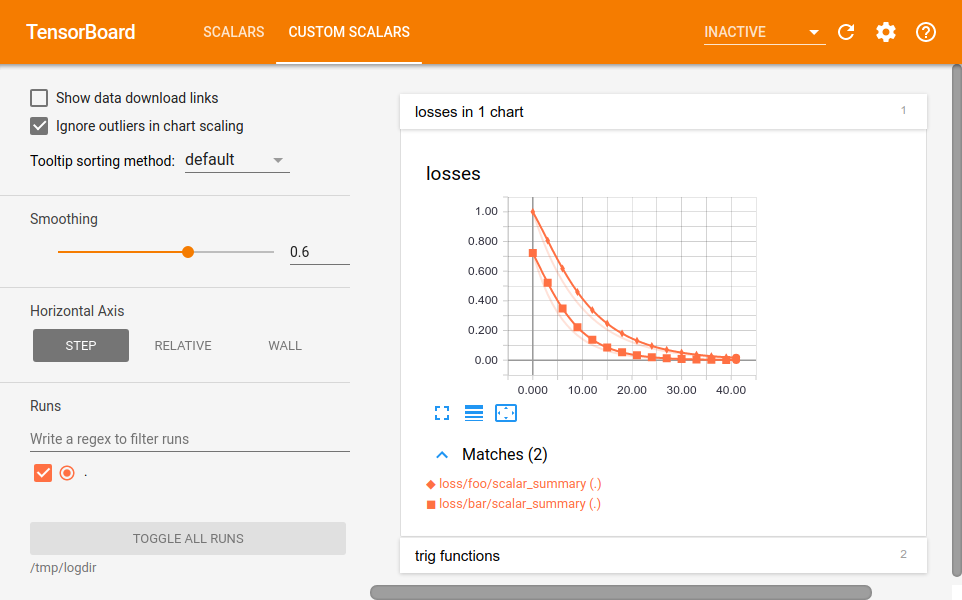 TensorBoard SCALARS CUSTOM SCALARS INACTIVE
Show data download links
Ignore outliers in chart scaling
Tooltip sorting method: default
Smoothing
0.6
Horizontal Axis
STEP RELATIVE WALL
Runs
Write a regex to filter runs
.
TOGGLE ALL RUNS
/tmp/logdir
losses in 1 chart 1
losses
1.00
0.800
0.600
0.400
0.200
0.00
0.000 10.00 20.00 30.00 40.00
Matches (2)
loss/foo/scalar_summary (.)
loss/bar/scalar_summary (.)
trig functions 2